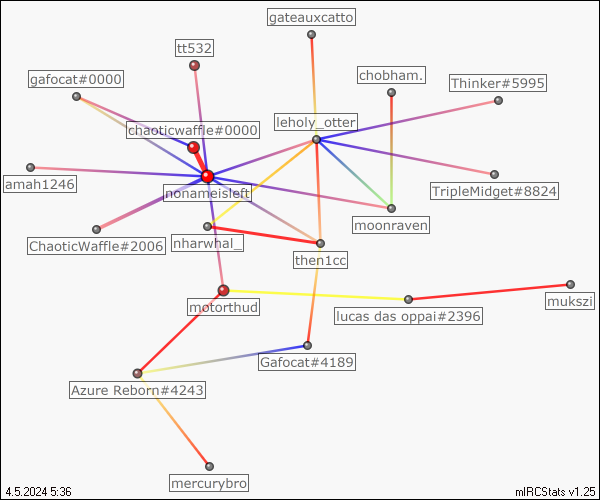 gateauxcatto
tt532
gafocat#0000
chobham.
Thinker#5995
chaoticwaffle#0000
leholy_otter
amah1246
nonameisleft
TripleMidget#8824
moonraven
ChaoticWaffle#2006
nharwhal_
then1cc
motorthud
lucas das oppai#2396
mukszi
Gafocat#4189
Azure Reborn#4243
mercurybro
4.5.2024 5:36
mIRCStats v1.25